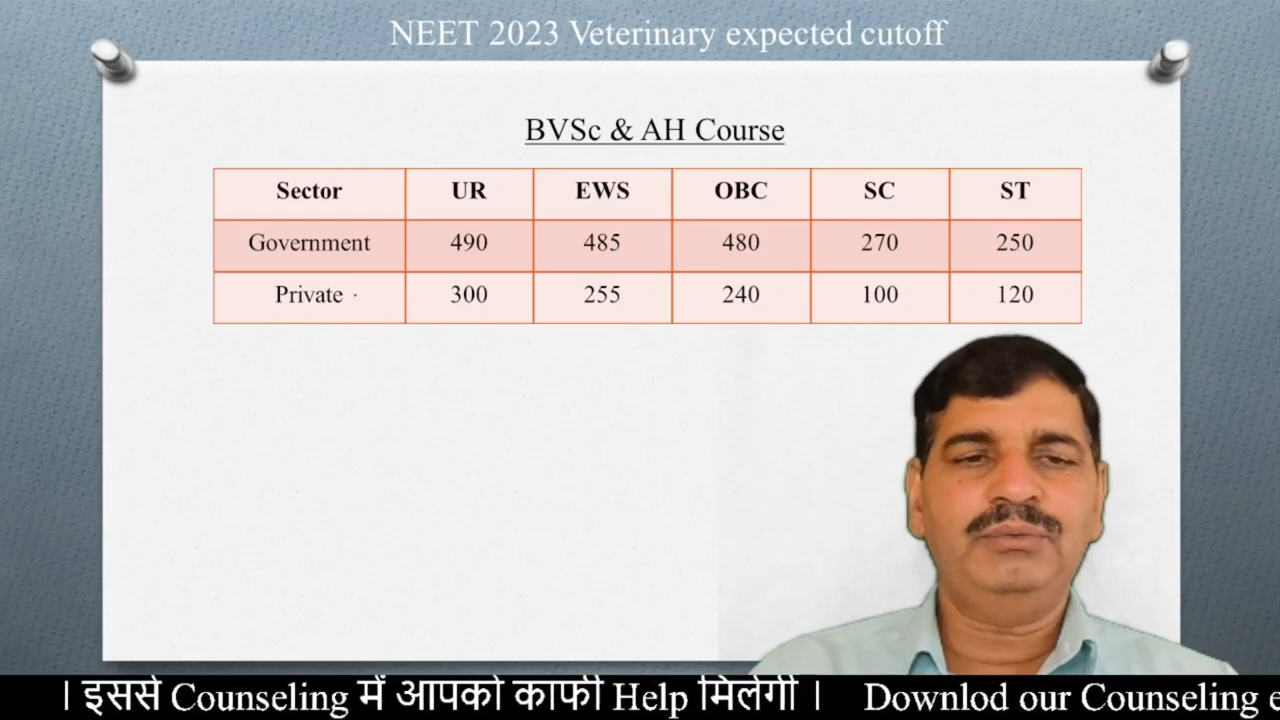 NEET 2023 Veterinary expected cutoff
BVSc & AH Course
Sector UR EWS OBC SC ST
Government 490 485 480 270 250
Private 300 255 240 100 120
। इससे Counseling में आपको काफी Help मिलेगी । Downlod our Counseling e